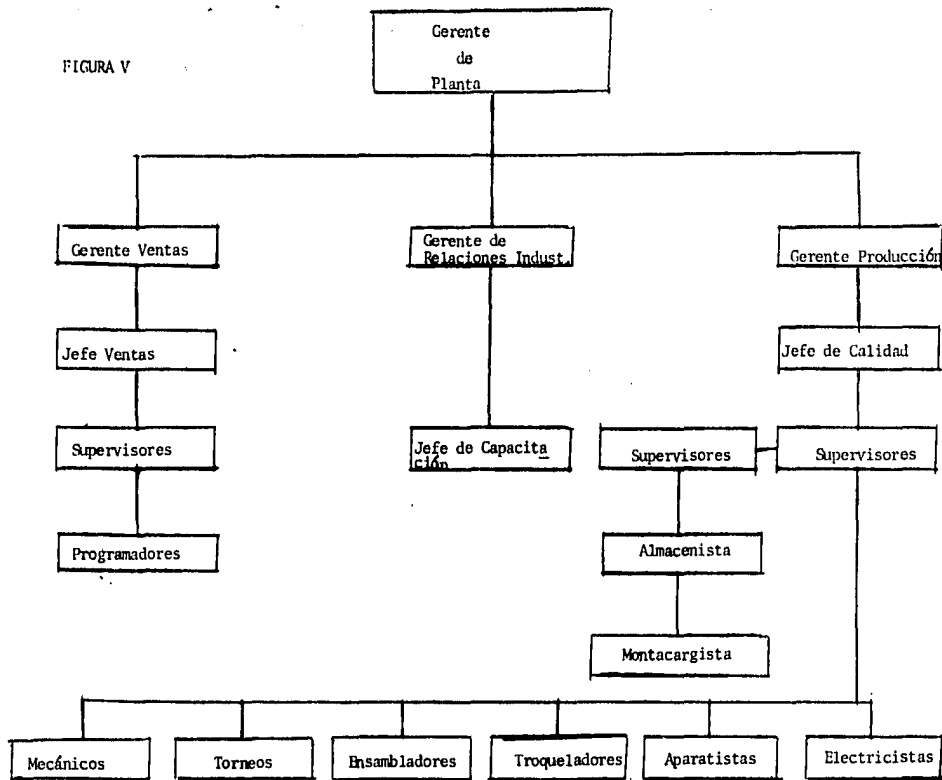 Gerente
de
Planta
FIGURA V
Gerente Ventas
Gerente de
Relaciones Indust.
Gerente Producción
Jefe Ventas
Jefe de Calidad
Supervisores
Jefe de Capacita
ción
Supervisores
Supervisores
Programadores
Almacenista
Montacargista
Mecánicos
Torneos
Ensambladores
Troqueladores
Aparatistas
Electricistas